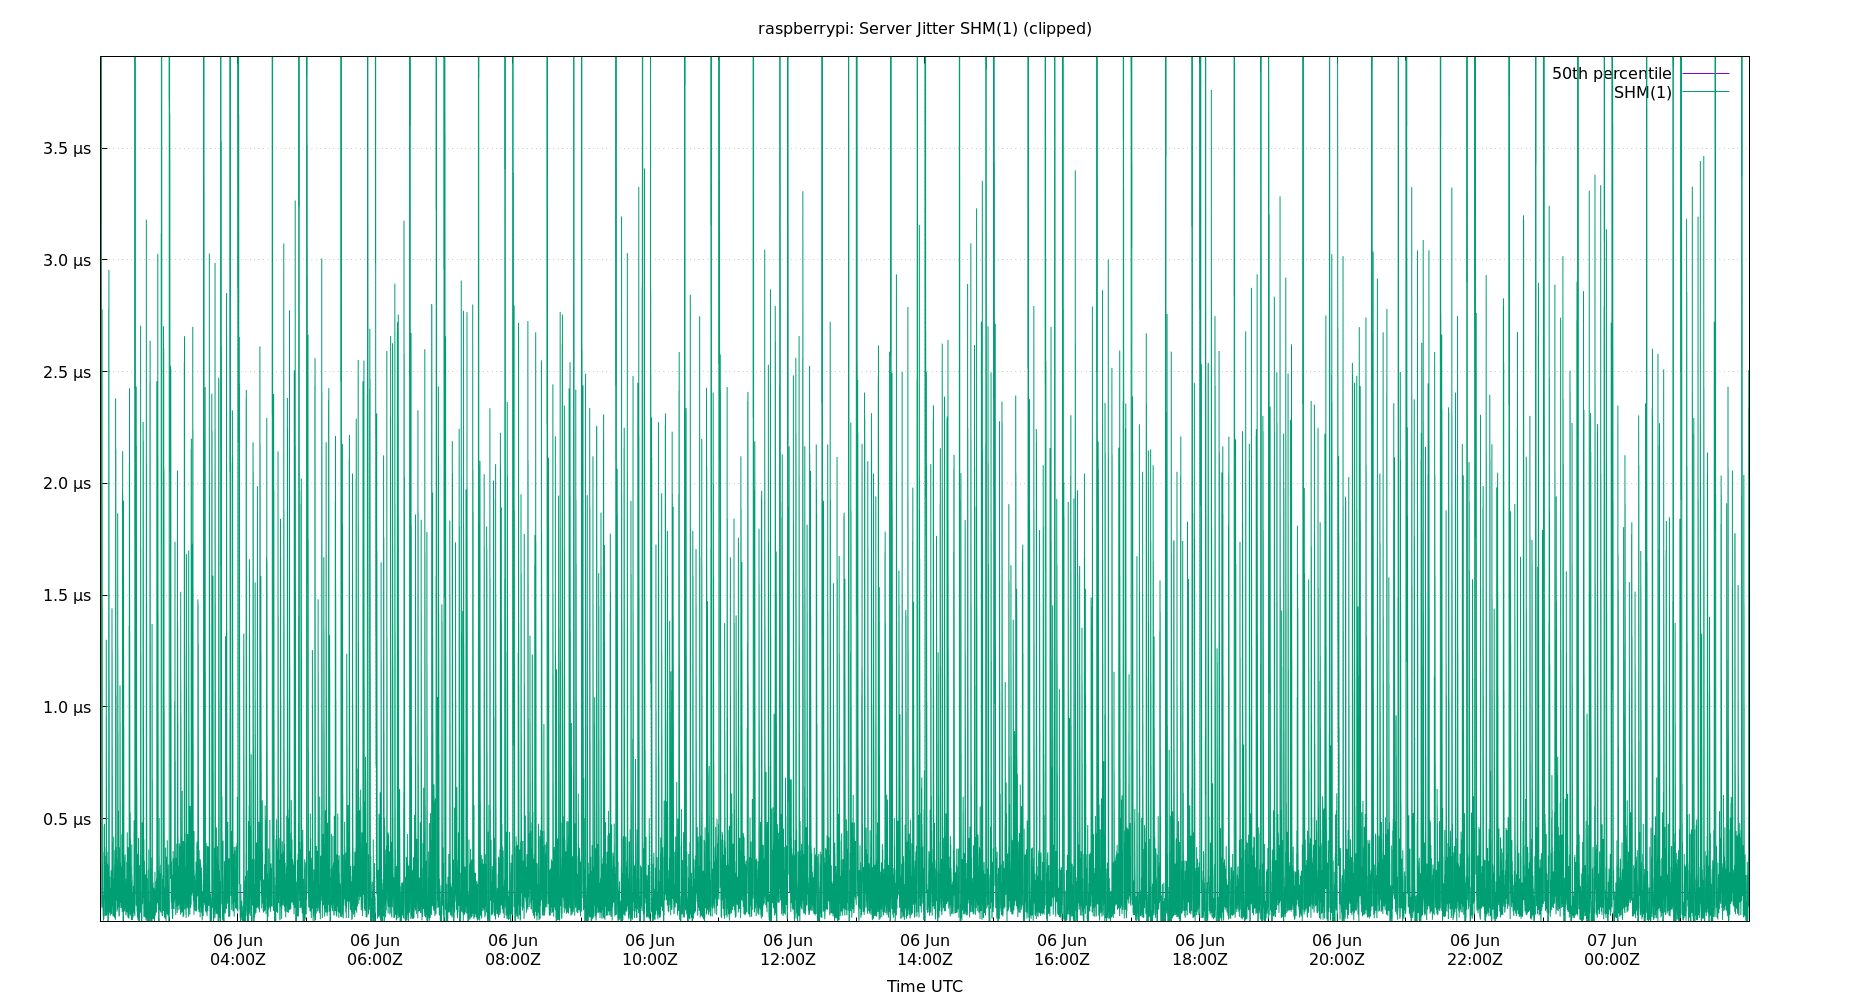 raspberrypi: Server Jitter SHM(1) (clipped)
50th percentile
SHM(1)
3.5 μs
3.0 μs
2.5 μs
2.0 μs
1.5 μs
1.0 μs
0.5 μs
06 Jun 06 Jun 06 Jun 06 Jun 06 Jun 06 Jun 06 Jun 06 Jun 06 Jun 06 Jun 07 Jun
04:00Z 06:00Z 08:00Z 10:00Z 12:00Z 14:00Z 16:00Z 18:00Z 20:00Z 22:00Z 00:00Z
Time UTC